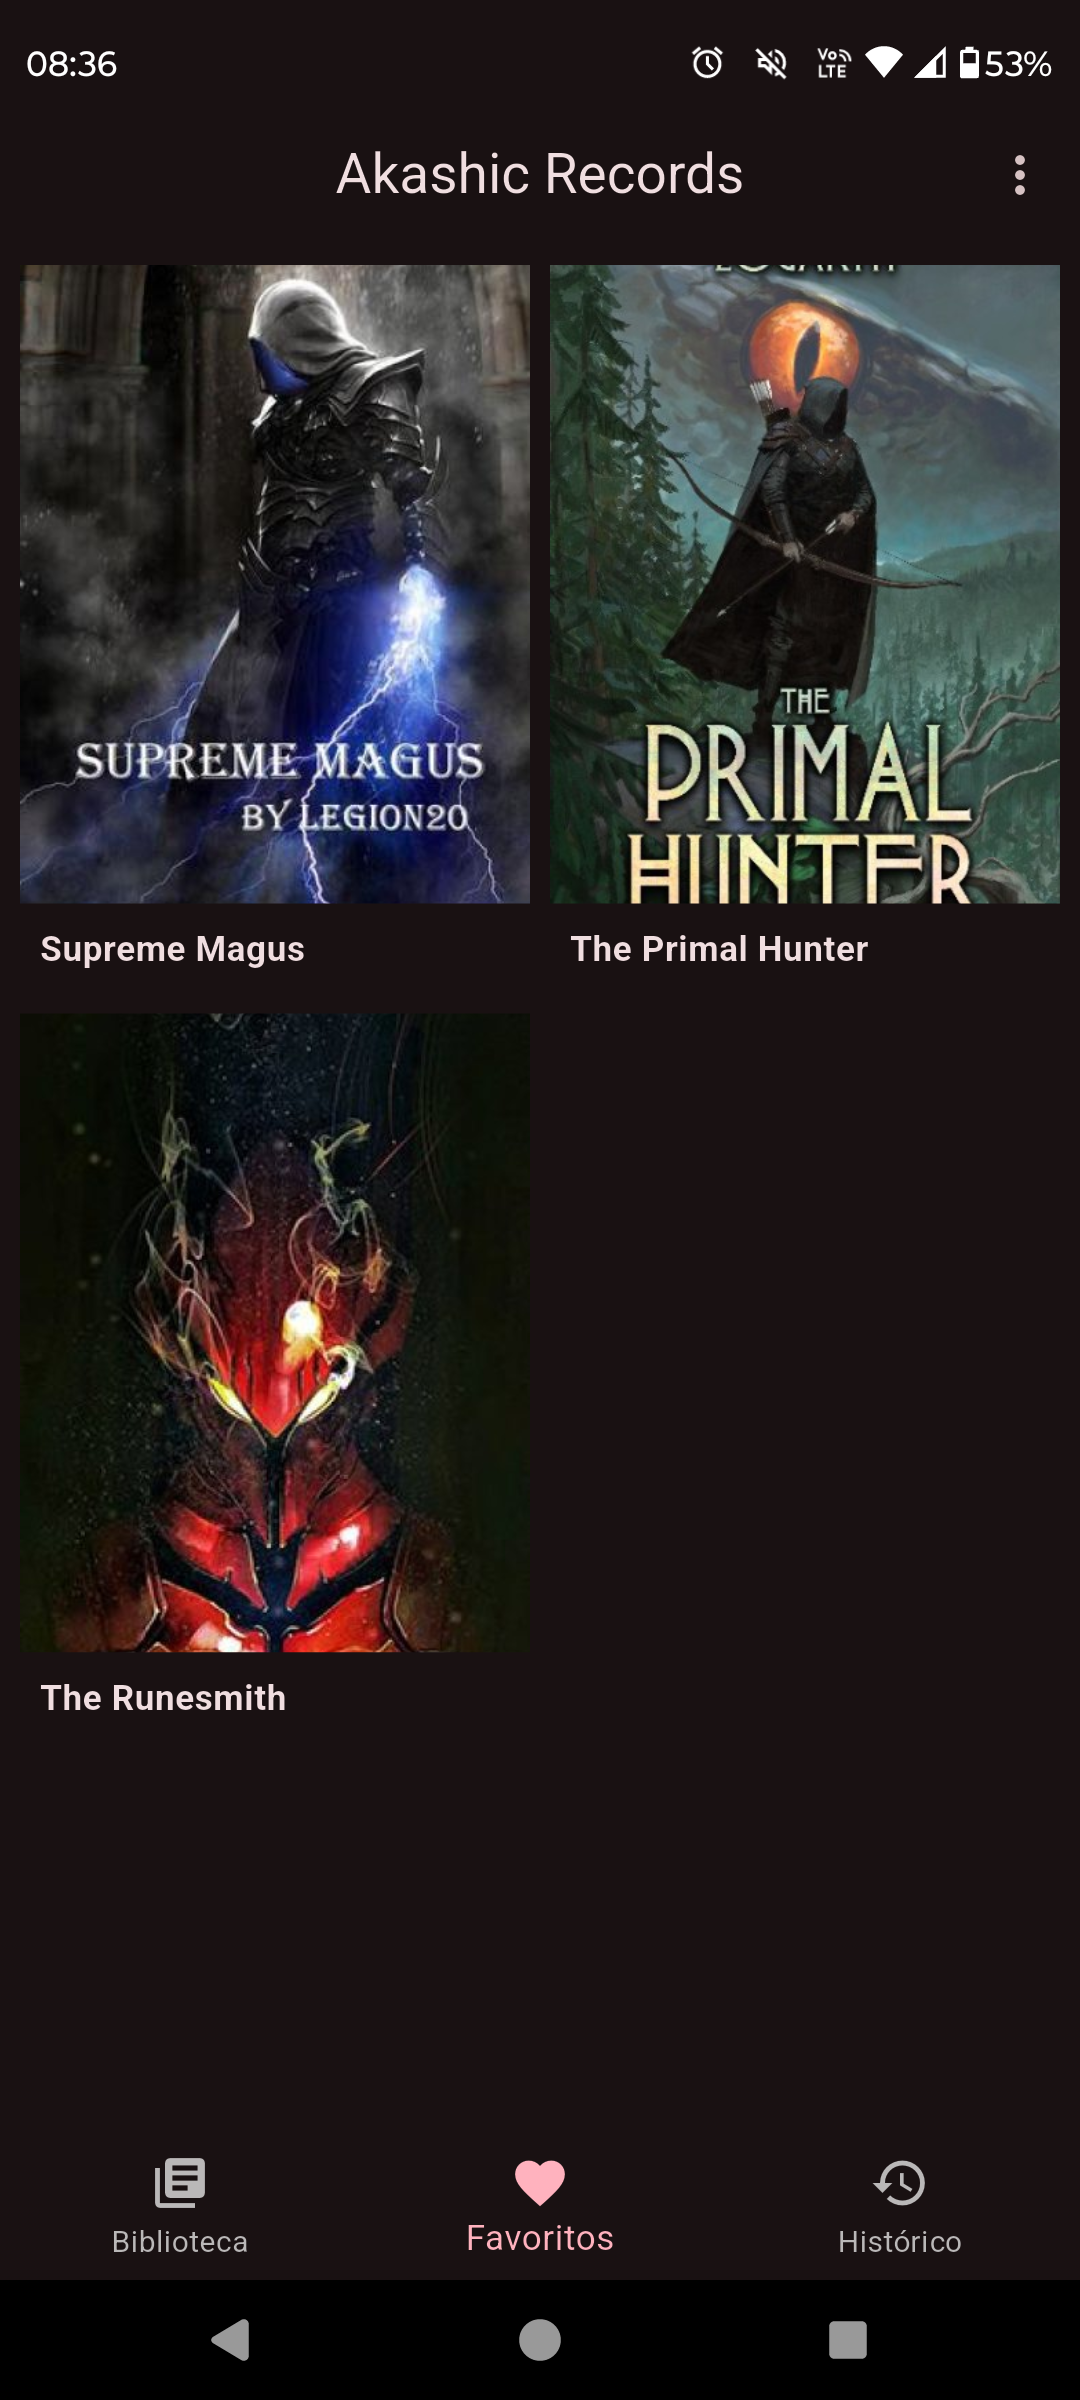 08:36
Vo LTE
53%
Akashic Records
SUPREME MAGUS
BY LEGION20
THE
PRIMAL
HUNTER
Supreme Magus
The Primal Hunter
The Runesmith
Biblioteca
Favoritos
Histórico